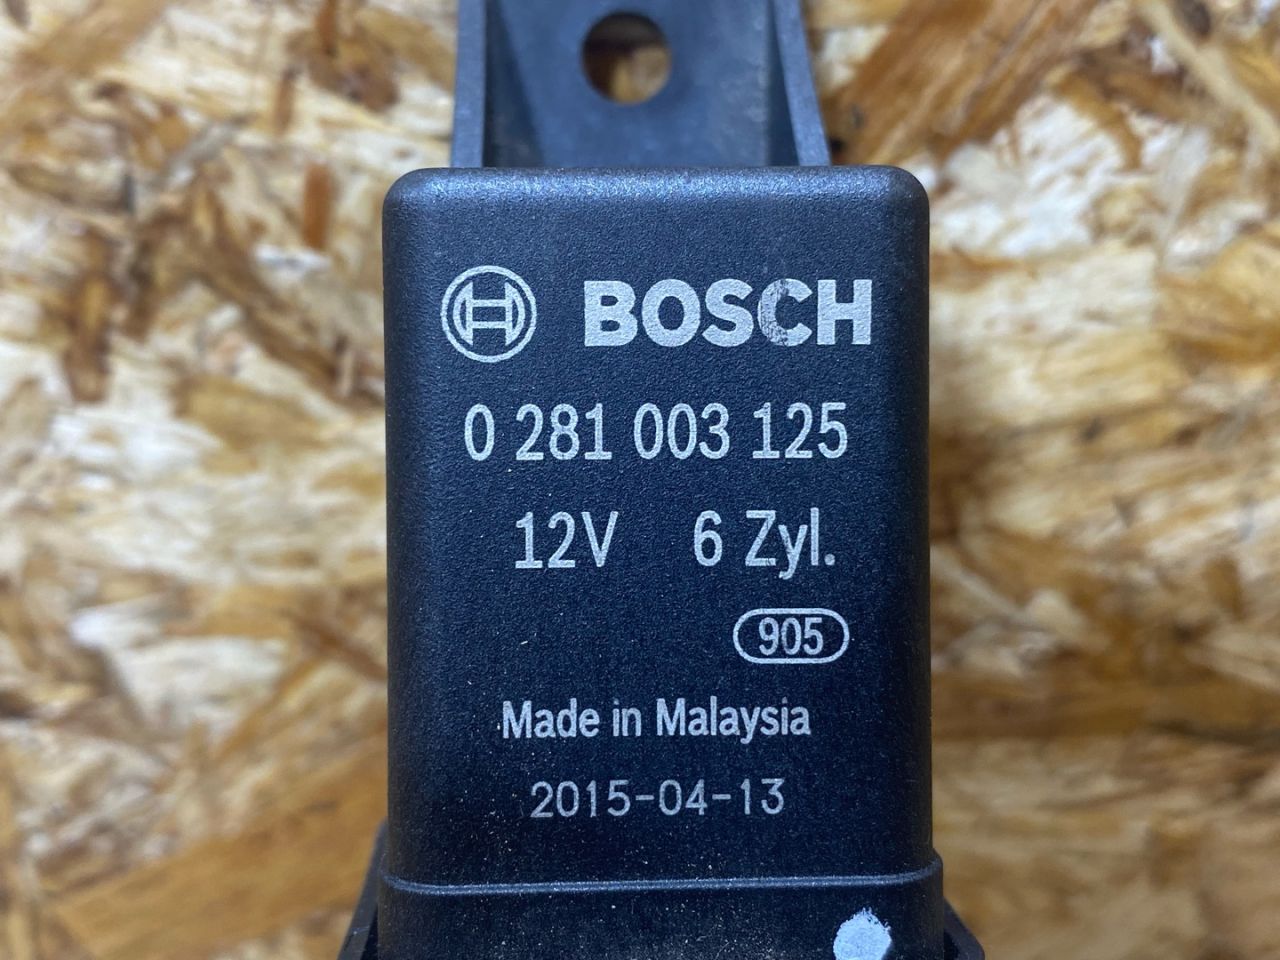 BOSCH
0 281 003 125
12V 6 Zyl.
905
Made in Malaysia
2015-04-13